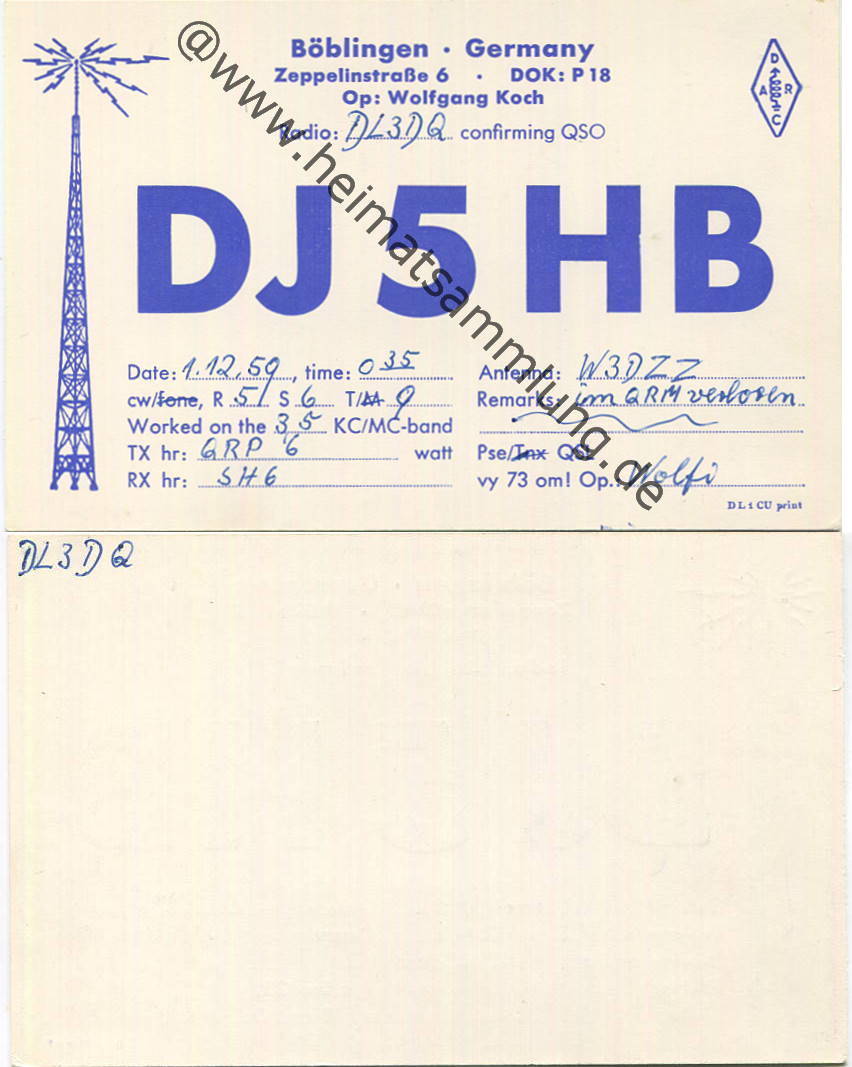 Böblingen · Germany
Zeppelinstraße 6 · DOK: P 18
Op: Wolfgang Koch
Radio: DL3DQ confirming QSO
D
A R
C
DJ5HB
Date: 1.12.59, time: 0 35
cw/fone, R 5 S 6 T/M 9
Worked on the 3,5 KC/MC-band
TX hr: QRP 6 watt
RX hr: SH6
Antenna: W3DZZ
Remarks: im QRM verloren
Pse/Tnx QSL
vy 73 om! Op.: Wolfi
DL1CU print
@www.heimatsammlung.de
DL3DQ